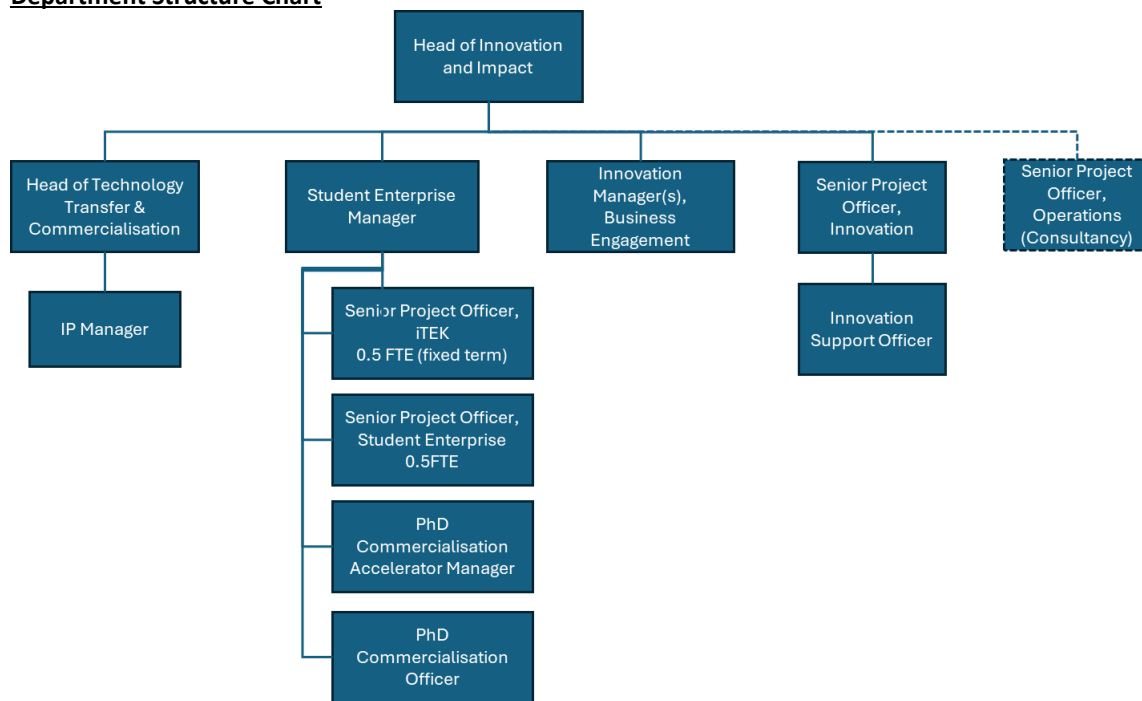 Department Structure Chart
Head of Innovation
and Impact
Head of Technology
Transfer &
Commercialisation
Student Enterprise
Manager
Innovation
Manager(s),
Business
Engagement
Senior Project
Officer,
Innovation
Senior Project
Officer,
Operations
(Consultancy)
IP Manager
Senior Project Officer,
iTEK
0.5 FTE (fixed term)
Innovation
Support Officer
Senior Project Officer,
Student Enterprise
0.5FTE
PhD
Commercialisation
Accelerator Manager
PhD
Commercialisation
Officer